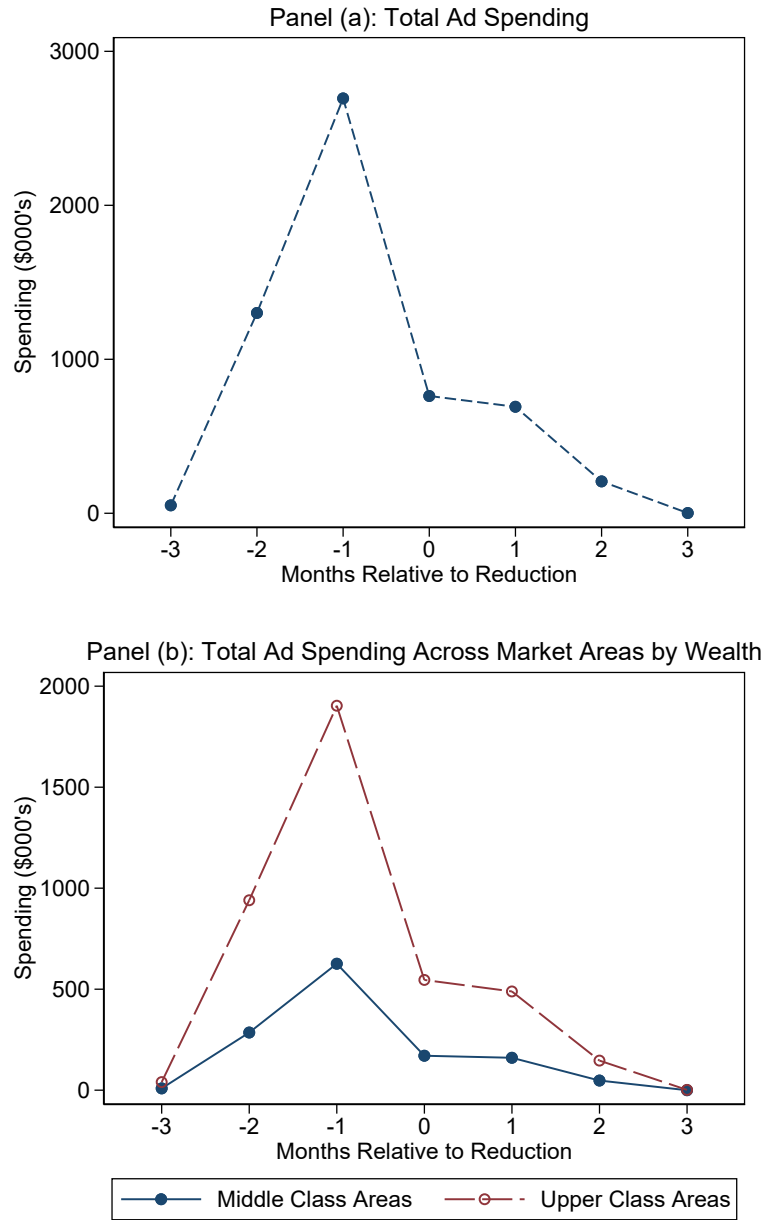 Panel (a): Total Ad Spending
3000
2000
1000
0
Spending ($000's)
-3 -2 -1 0 1 2 3
Months Relative to Reduction
Panel (b): Total Ad Spending Across Market Areas by Wealth
2000
1500
1000
500
0
Spending ($000's)
-3 -2 -1 0 1 2 3
Months Relative to Reduction
Middle Class Areas Upper Class Areas